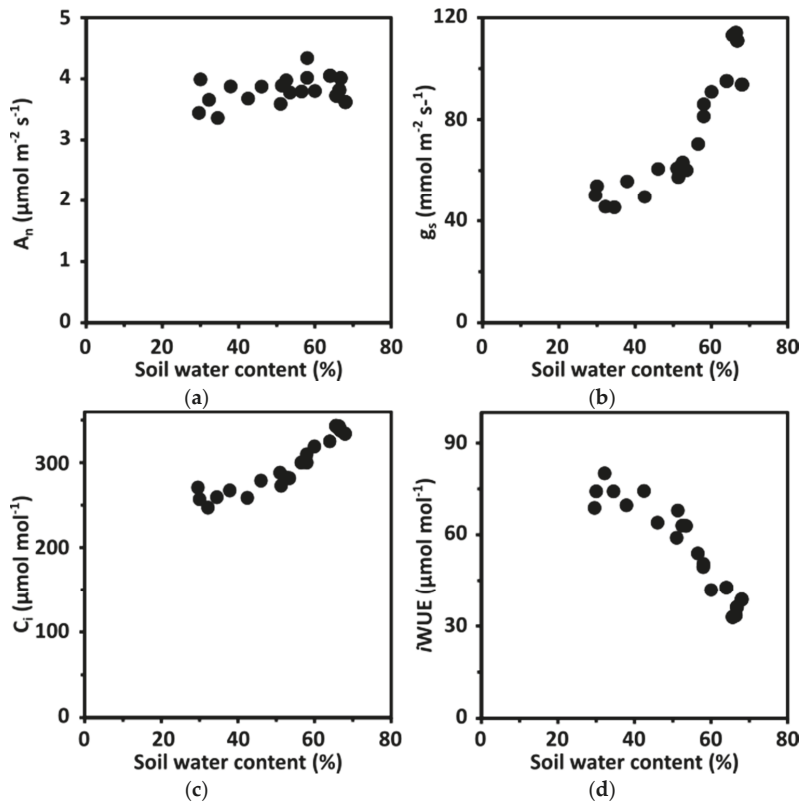 5
4
3
2
1
0
Aₙ (µmol m⁻² s⁻¹)
0 20 40 60 80
Soil water content (%)
(a)
120
80
40
0
gₛ (mmol m⁻² s-¹)
0 20 40 60 80
Soil water content (%)
(b)
300
200
100
0
Cᵢ (µmol mol⁻¹)
0 20 40 60 80
Soil water content (%)
(c)
90
60
30
0
iWUE (µmol mol⁻¹)
0 20 40 60 80
Soil water content (%)
(d)